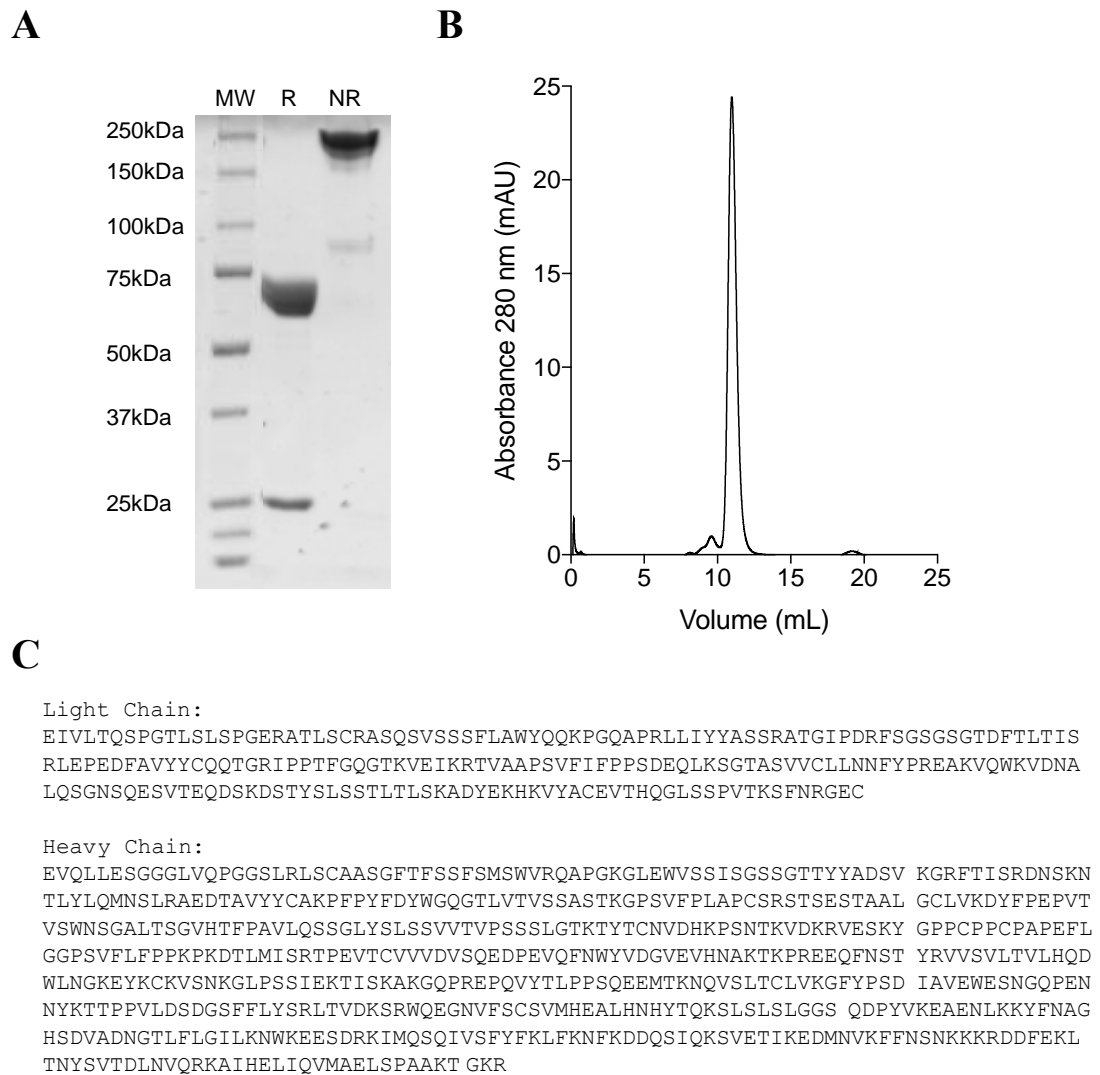 A
B
MW R NR
250kDa
150kDa
100kDa
75kDa
50kDa
37kDa
25kDa
Absorbance 280 nm (mAU)
25
20
15
10
5
0
0 5 10 15 20 25
Volume (mL)
C
Light Chain:
EIVLTQSPGTLSLSPGERATLSCRASQSVSSSFLAWYQQKPGQAPRLLIYYASSRATGIPDRFSGSGSGTDFTLTIS
RLEPEDFAVYYCQQTGRIPPTFGQGTKVEIKRTVAAPSVFIFPPSDEQLKSGTASVVCLLNNFYPREAKVQWKVDNA
LQSGNSQESVTEQDSKDSTYSLSSTLTLSKADYEKHKVYACEVTHQGLSSPVTKSFNRGEC
Heavy Chain:
EVQLLESGGGLVQPGGSLRLSCAASGFTFSSFSMSWVRQAPGKGLEWVSSISGSSGTTYYADSV KGRFTISRDNSKN
TLYLQMNSLRAEDTAVYYCAKPFPYFDYWGQGTLVTVSSASTKGPSVFPLAPCSRSTSESTAAL GCLVKDYFPEPVT
VSWNSGALTSGVHTFPAVLQSSGLYSLSSVVTVPSSSLGTKTYTCNVDHKPSNTKVDKRVESKY GPPCPPCPAPEFL
GGPSVFLFPPKPKDTLMISRTPEVTCVVVDVSQEDPEVQFNWYVDGVEVHNAKTKPREEQFNST YRVVSVLTVLHQD
WLNGKEYKCKVSNKGLPSSIEKTISKAKGQPREPQVYTLPPSQEEMTKNQVSLTCLVKGFYPSD IAVEWESNGQPEN
NYKTTPPVLDSDGSFFLYSRLTVDKSRWQEGNVFSCSVMHEALHNHYTQKSLSLSLGGS QDPYVKEAENLKKYFNAG
HSDVADNGTLFLGILKNWKEESDRKIMQSQIVSFYFKLFKNFKDDQSIQKSVETIKEDMNVKFFNSNKKKRDDFEKL
TNYSVTDLNVQRKAIHELIQVMAELSPAAKT GKR